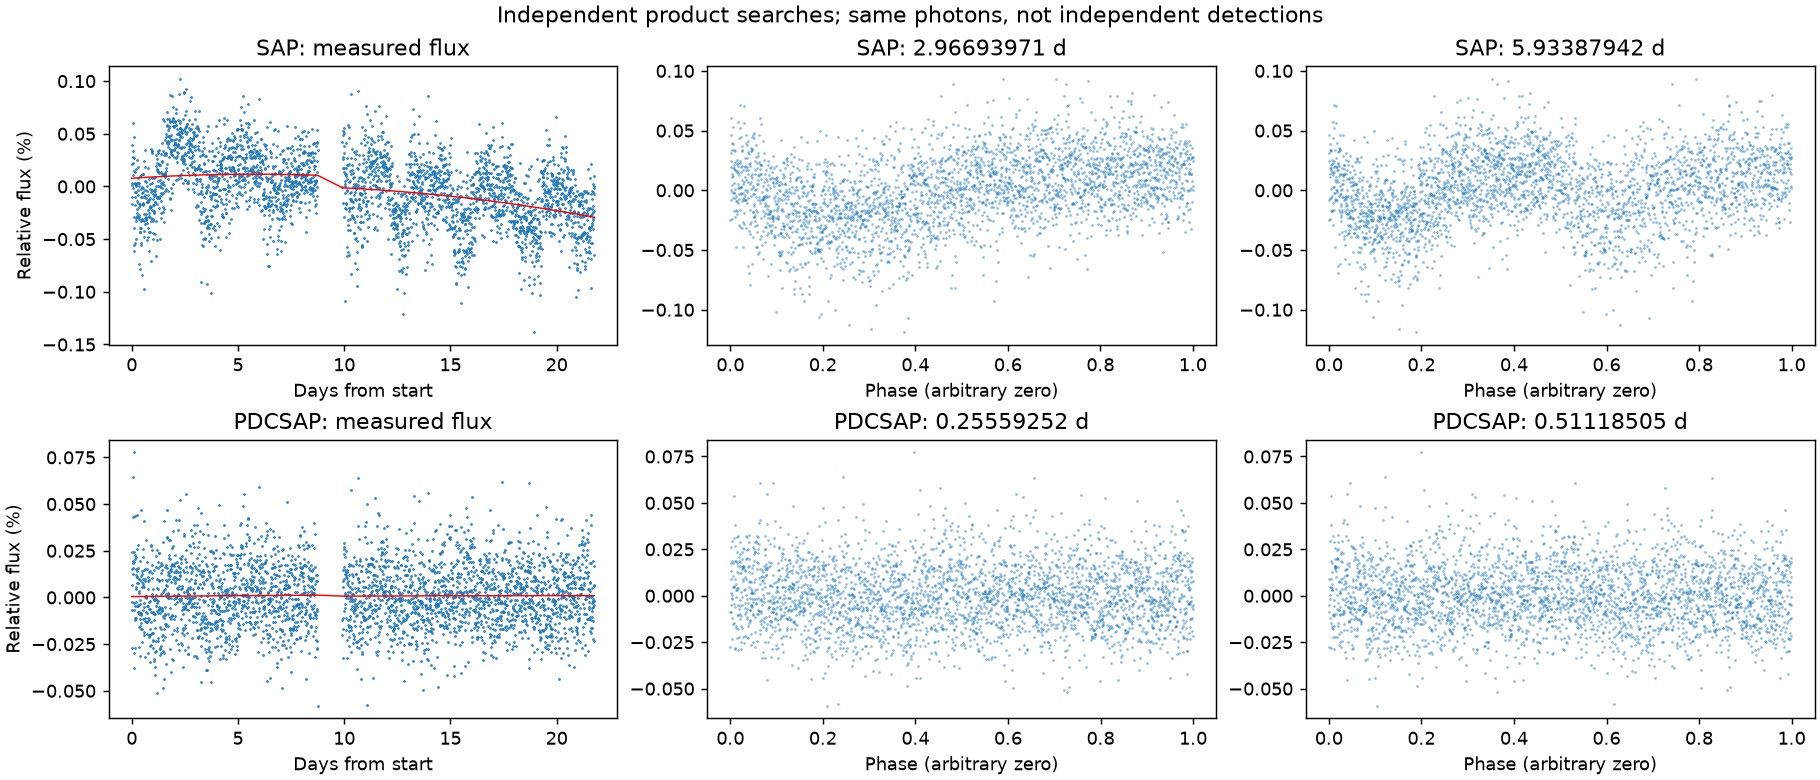 Independent product searches; same photons, not independent detections
SAP: measured flux
SAP: 2.96693971 d
SAP: 5.93387942 d
Relative flux (%)
0.10
0.05
0.00
−0.05
−0.10
−0.15
0 5 10 15 20
Days from start
0.10
0.05
0.00
−0.05
−0.10
0.0 0.2 0.4 0.6 0.8 1.0
Phase (arbitrary zero)
0.10
0.05
0.00
−0.05
−0.10
0.0 0.2 0.4 0.6 0.8 1.0
Phase (arbitrary zero)
PDCSAP: measured flux
PDCSAP: 0.25559252 d
PDCSAP: 0.51118505 d
Relative flux (%)
0.075
0.050
0.025
0.000
−0.025
−0.050
0 5 10 15 20
Days from start
0.075
0.050
0.025
0.000
−0.025
−0.050
0.0 0.2 0.4 0.6 0.8 1.0
Phase (arbitrary zero)
0.075
0.050
0.025
0.000
−0.025
−0.050
0.0 0.2 0.4 0.6 0.8 1.0
Phase (arbitrary zero)